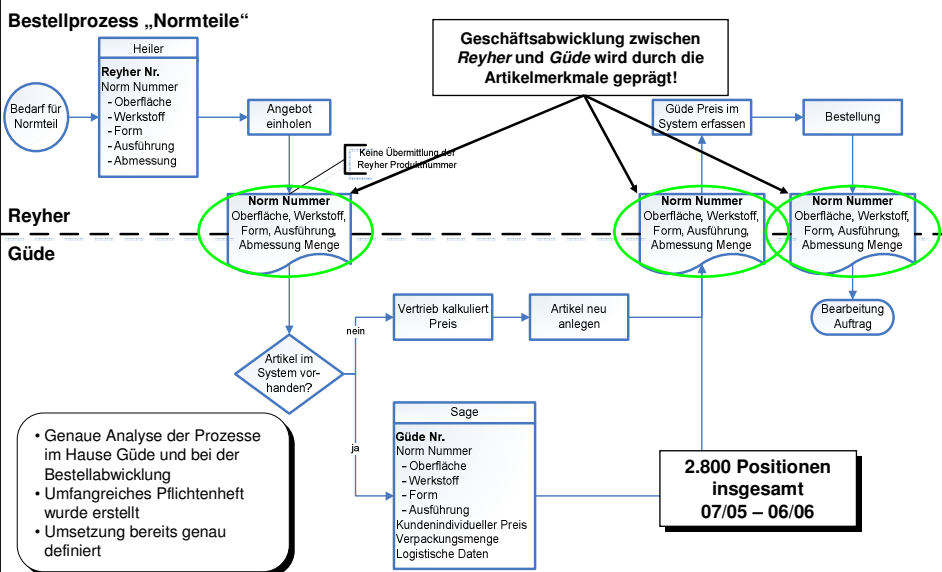 Bestellprozess „Normteile“
Bedarf für
Normteil
Heiler
Reyher Nr.
Norm Nummer
- Oberfläche
- Werkstoff
- Form
- Ausführung
- Abmessung
Angebot
einholen
Keine Übermittlung der
Reyher Produktnummer
Geschäftsabwicklung zwischen
Reyher und Güde wird durch die
Artikelmerkmale geprägt!
Güde Preis im
System erfassen
Bestellung
Reyher
Güde
Norm Nummer
Oberfläche, Werkstoff,
Form, Ausführung,
Abmessung Menge
Norm Nummer
Oberfläche, Werkstoff,
Form, Ausführung,
Abmessung Menge
Norm Nummer
Oberfläche, Werkstoff,
Form, Ausführung,
Abmessung Menge
Artikel im
System vor-
handen?
nein
Vertrieb kalkuliert
Preis
Artikel neu
anlegen
Bearbeitung
Auftrag
ja
Sage
Güde Nr.
Norm Nummer
- Oberfläche
- Werkstoff
- Form
- Ausführung
Kundenindividueller Preis
Verpackungsmenge
Logistische Daten
2.800 Positionen
insgesamt
07/05 – 06/06
• Genaue Analyse der Prozesse
im Hause Güde und bei der
Bestellabwicklung
• Umfangreiches Pflichtenheft
wurde erstellt
• Umsetzung bereits genau
definiert